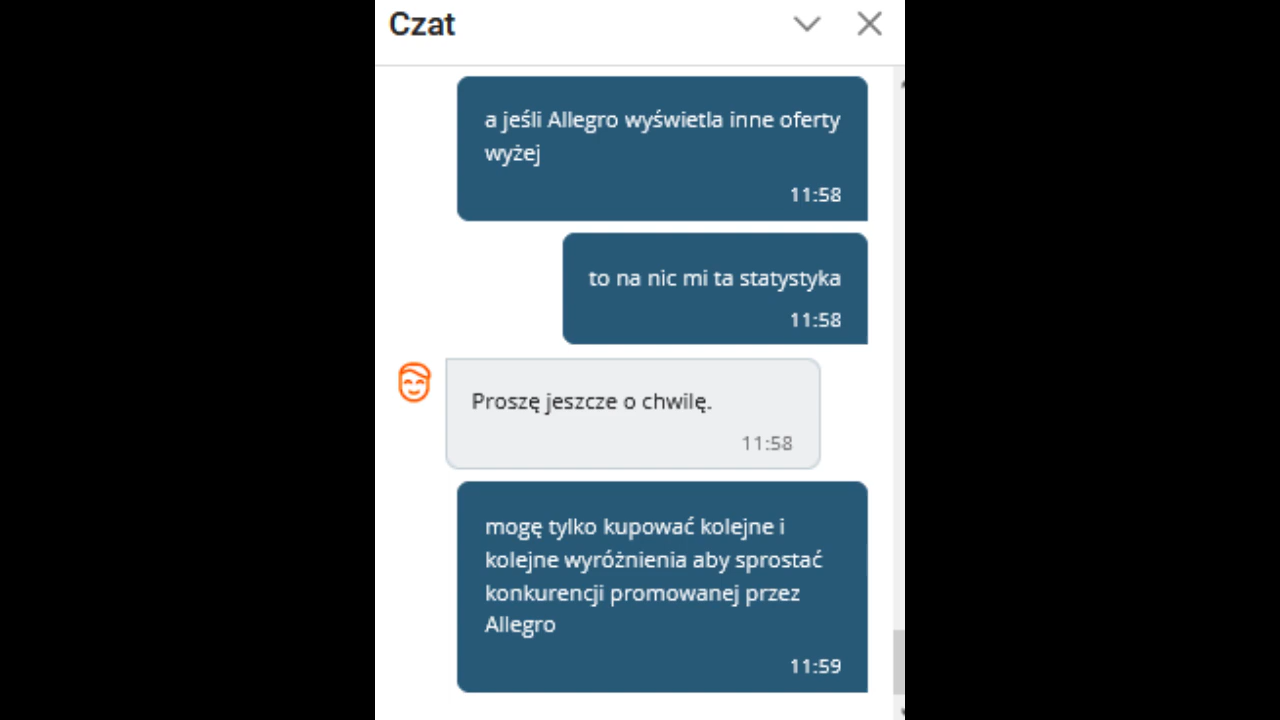 Czat
a jeśli Allegro wyświetla inne oferty
wyżej
11:58
to na nic mi ta statystyka
11:58
Proszę jeszcze o chwilę.
11:58
mogę tylko kupować kolejne i
kolejne wyróżnienia aby sprostać
konkurencji promowanej przez
Allegro
11:59